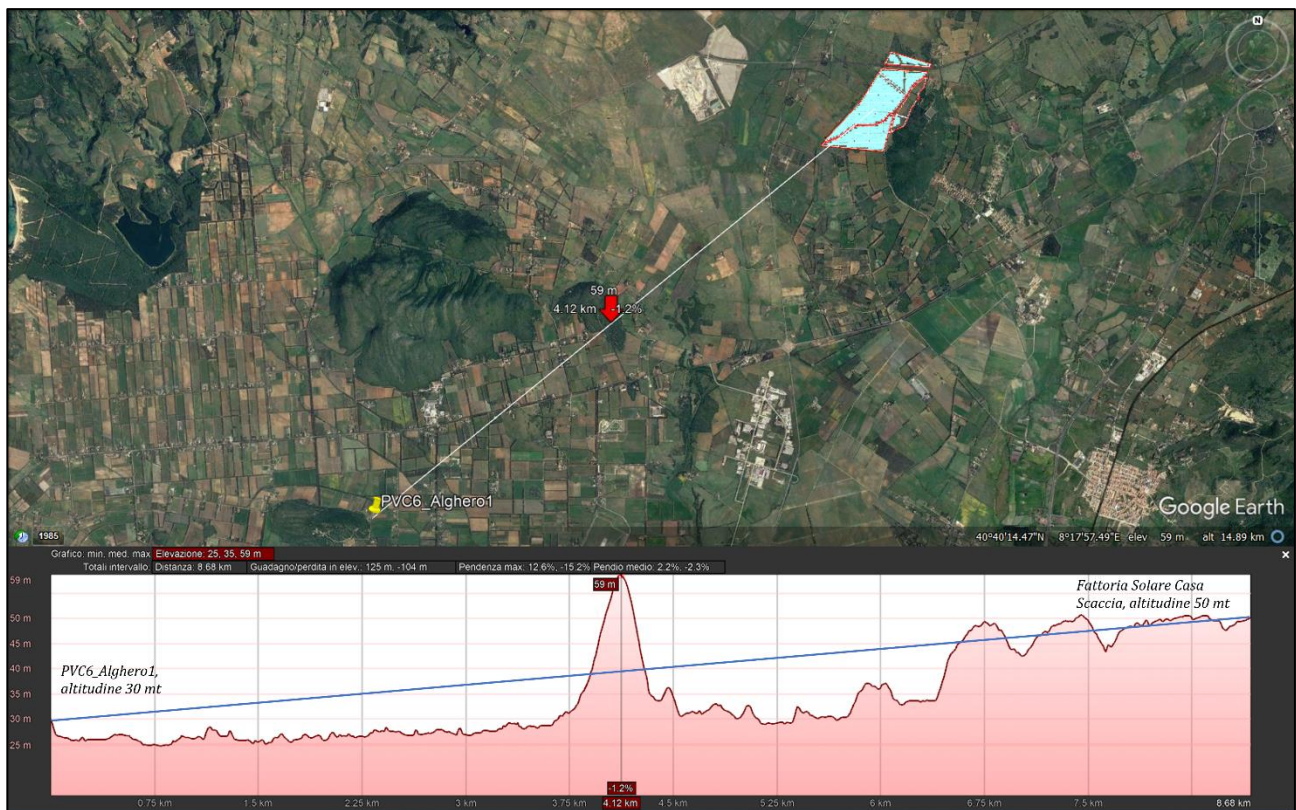 N
59 m
4.12 km -1.2%
PVC6_Alghero1
Google Earth
1985
40°40'14.47"N 8°17'57.49"E elev 59 m alt 14.89 km
Grafico: min. med. max Elevazione: 25, 35, 59 m
Totali intervallo: Distanza: 8.68 km Guadagno/perdita in elev.: 125 m, -104 m Pendenza max: 12.6%, -15.2% Pendio medio: 2.2%, -2.3%
59 m
50 m
45 m
40 m
35 m
30 m
25 m
59 m
PVC6_Alghero1,
altitudine 30 mt
Fattoria Solare Casa
Scaccia, altitudine 50 mt
-1.2%
0.75 km 1.5 km 2.25 km 3 km 3.75 km 4.12 km 4.5 km 5.25 km 6 km 6.75 km 7.5 km 8.68 km